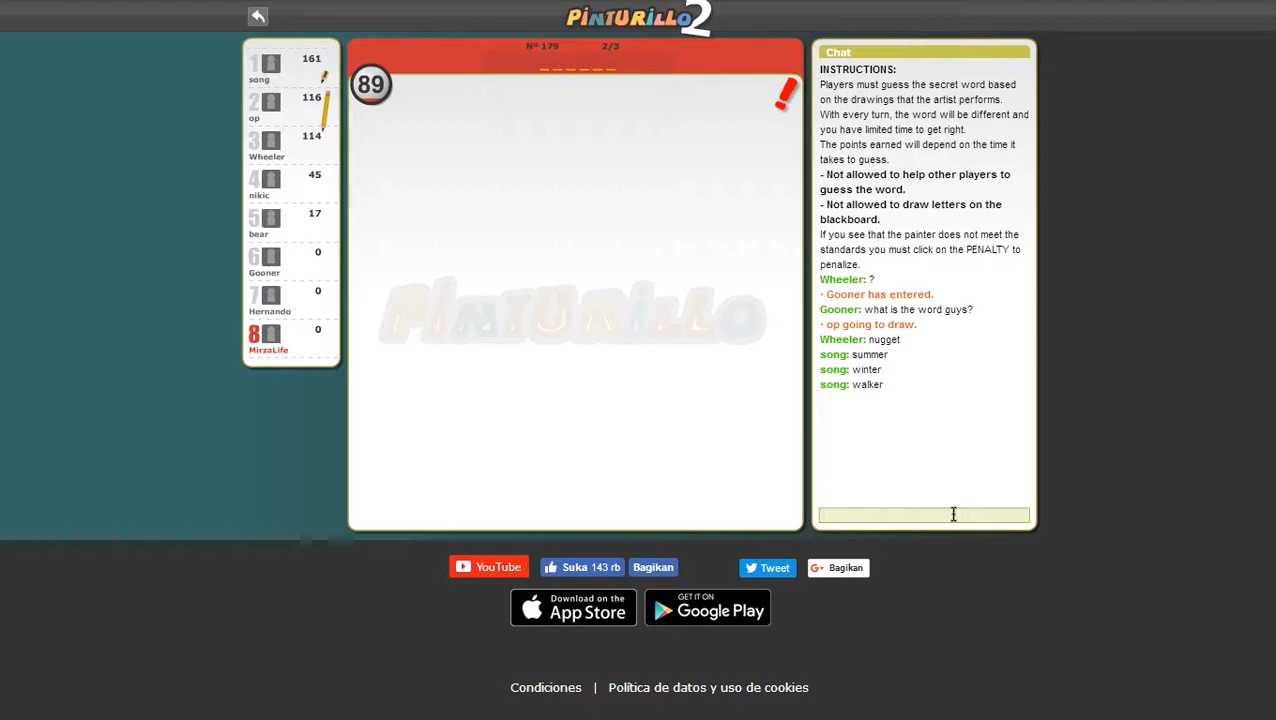 PiNTURiLLO 2
Nº 179 2/3
_ _ _ _ _ _
89
1 161
song
2 116
op
3 114
Wheeler
4 45
nikic
5 17
bear
6 0
Gooner
7 0
Hernando
8 0
MirzaLife
PiNTURiLLO
Chat
INSTRUCTIONS:
Players must guess the secret word based
on the drawings that the artist performs.
With every turn, the word will be different and
you have limited time to get right.
The points earned will depend on the time it
takes to guess.
- Not allowed to help other players to
guess the word.
- Not allowed to draw letters on the
blackboard.
If you see that the painter does not meet the
standards you must click on the PENALTY to
penalize.
Wheeler: ?
· Gooner has entered.
Gooner: what is the word guys?
· op going to draw.
Wheeler: nugget
song: summer
song: winter
song: walker
YouTube
Suka 143 rb
Bagikan
Tweet
G+ Bagikan
Download on the
App Store
GET IT ON
Google Play
Condiciones | Política de datos y uso de cookies